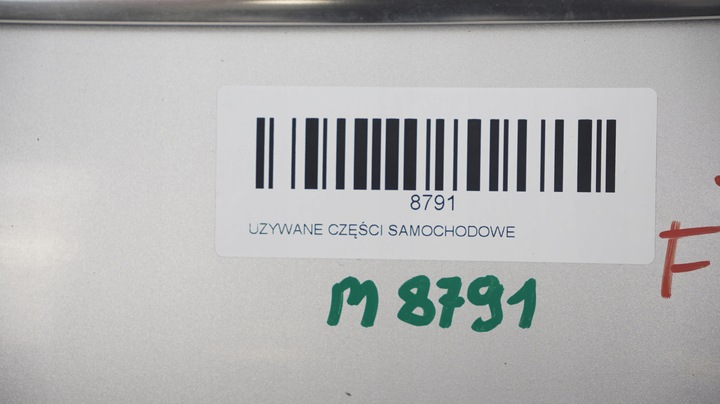 8791
UZYWANE CZĘŚCI SAMOCHODOWE
F
M 8791